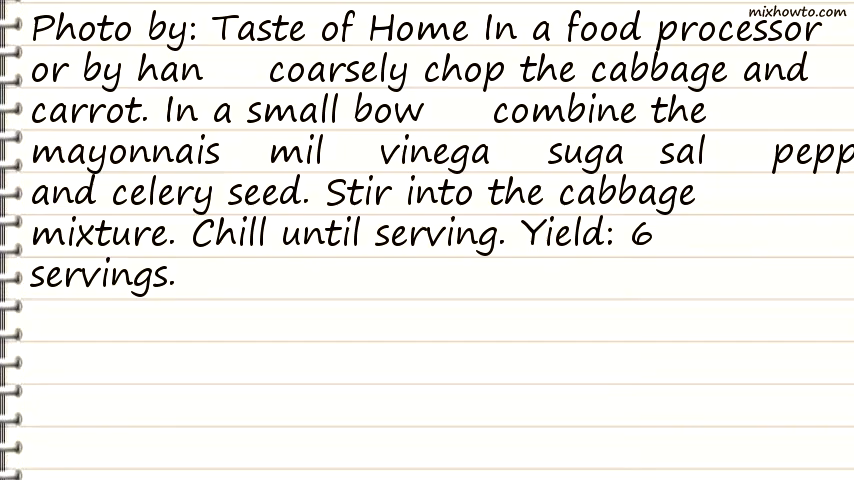 mixhowto.com
Photo by: Taste of Home In a food processor
or by han coarsely chop the cabbage and
carrot. In a small bow combine the
mayonnais mil vinega suga sal pepp
and celery seed. Stir into the cabbage
mixture. Chill until serving. Yield: 6
servings.